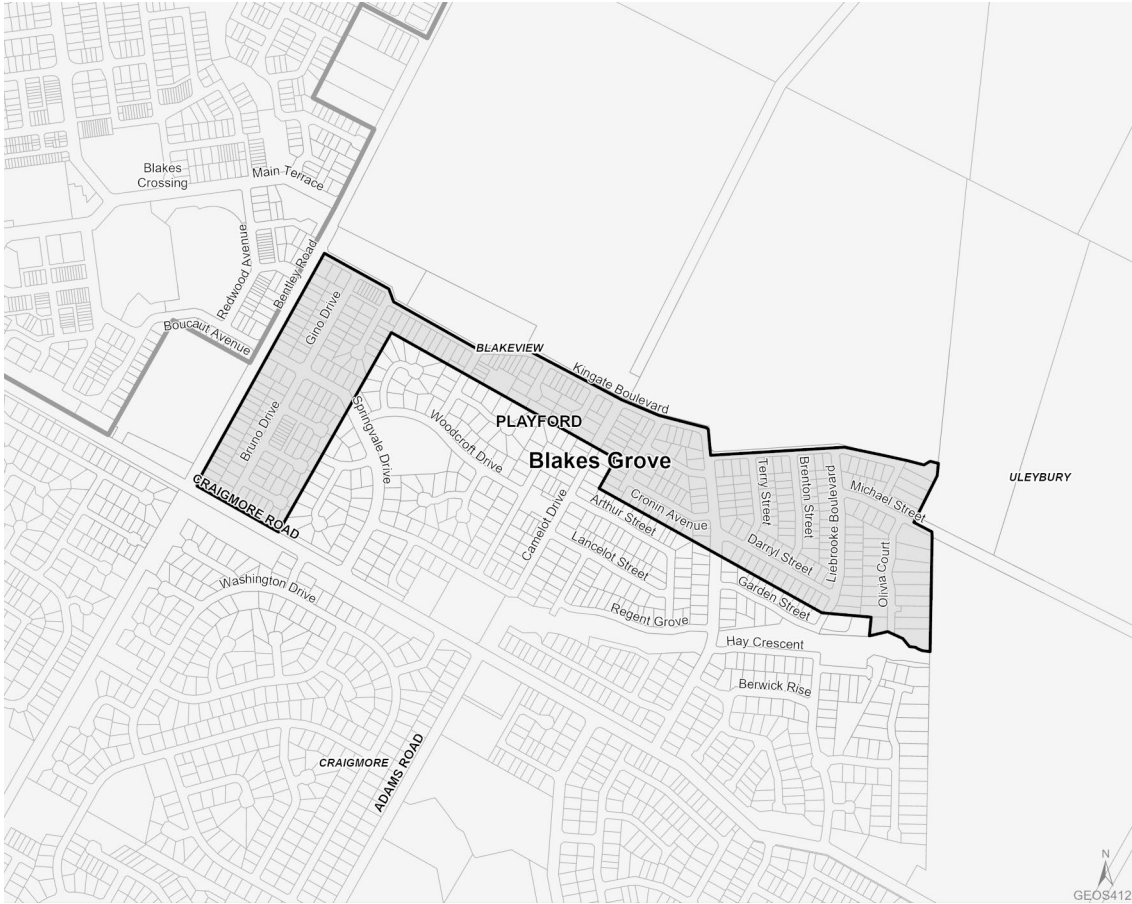 Blakes
Crossing
Main Terrace
Redwood Avenue
Bentley Road
Boucaut Avenue
Gino Drive
BLAKEVIEW
Kingate Boulevard
Bruno Drive
Springvale Drive
Woodcroft Drive
PLAYFORD
Blakes Grove
CRAIGMORE ROAD
Camelot Drive
Arthur Street
Cronin Avenue
Terry Street
Brenton Street
Liebrooke Boulevard
Michael Street
ULEYBURY
Lancelot Street
Darryl Street
Olivia Court
Washington Drive
Garden Street
Regent Grove
Hay Crescent
Berwick Rise
CRAIGMORE
ADAMS ROAD
N
GEOS412